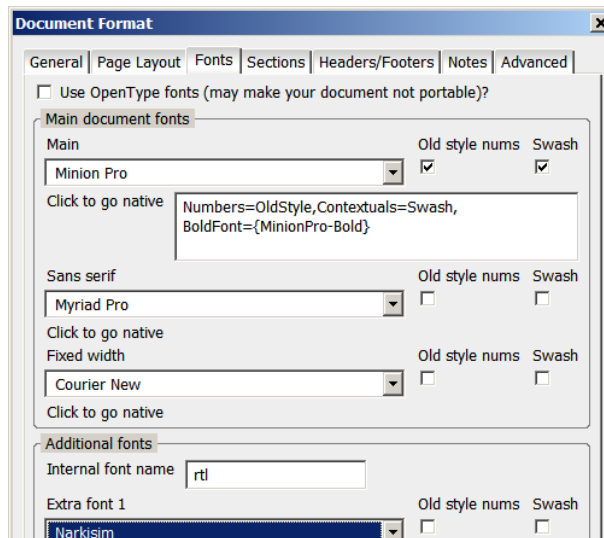 Document Format
General Page Layout Fonts Sections Headers/Footers Notes Advanced
Use OpenType fonts (may make your document not portable)?
Main document fonts
Main Old style nums Swash
Minion Pro
Click to go native Numbers=OldStyle,Contextuals=Swash,
BoldFont={MinionPro-Bold}
Sans serif Old style nums Swash
Myriad Pro
Click to go native
Fixed width Old style nums Swash
Courier New
Click to go native
Additional fonts
Internal font name rtl
Extra font 1 Old style nums Swash
Narkisim